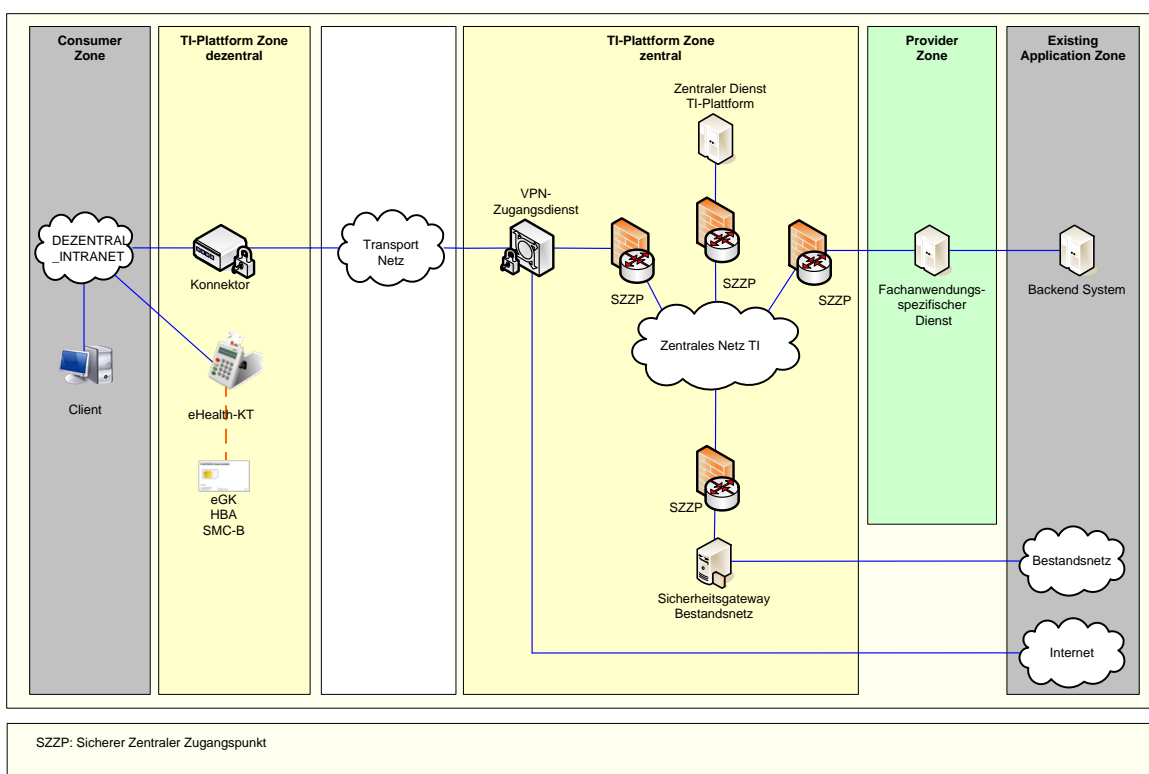 Consumer
Zone
TI-Plattform Zone
dezentral
TI-Plattform Zone
zentral
Provider
Zone
Existing
Application Zone
Zentraler Dienst
TI-Plattform
VPN-
Zugangsdienst
DEZENTRAL
_INTRANET
Konnektor
Transport
Netz
SZZP
SZZP
SZZP
Fachanwendungs-
spezifischer
Dienst
Backend System
Zentrales Netz TI
Client
eHealth-KT
eGK
HBA
SMC-B
SZZP
Sicherheitsgateway
Bestandsnetz
Bestandsnetz
Internet
SZZP: Sicherer Zentraler Zugangspunkt